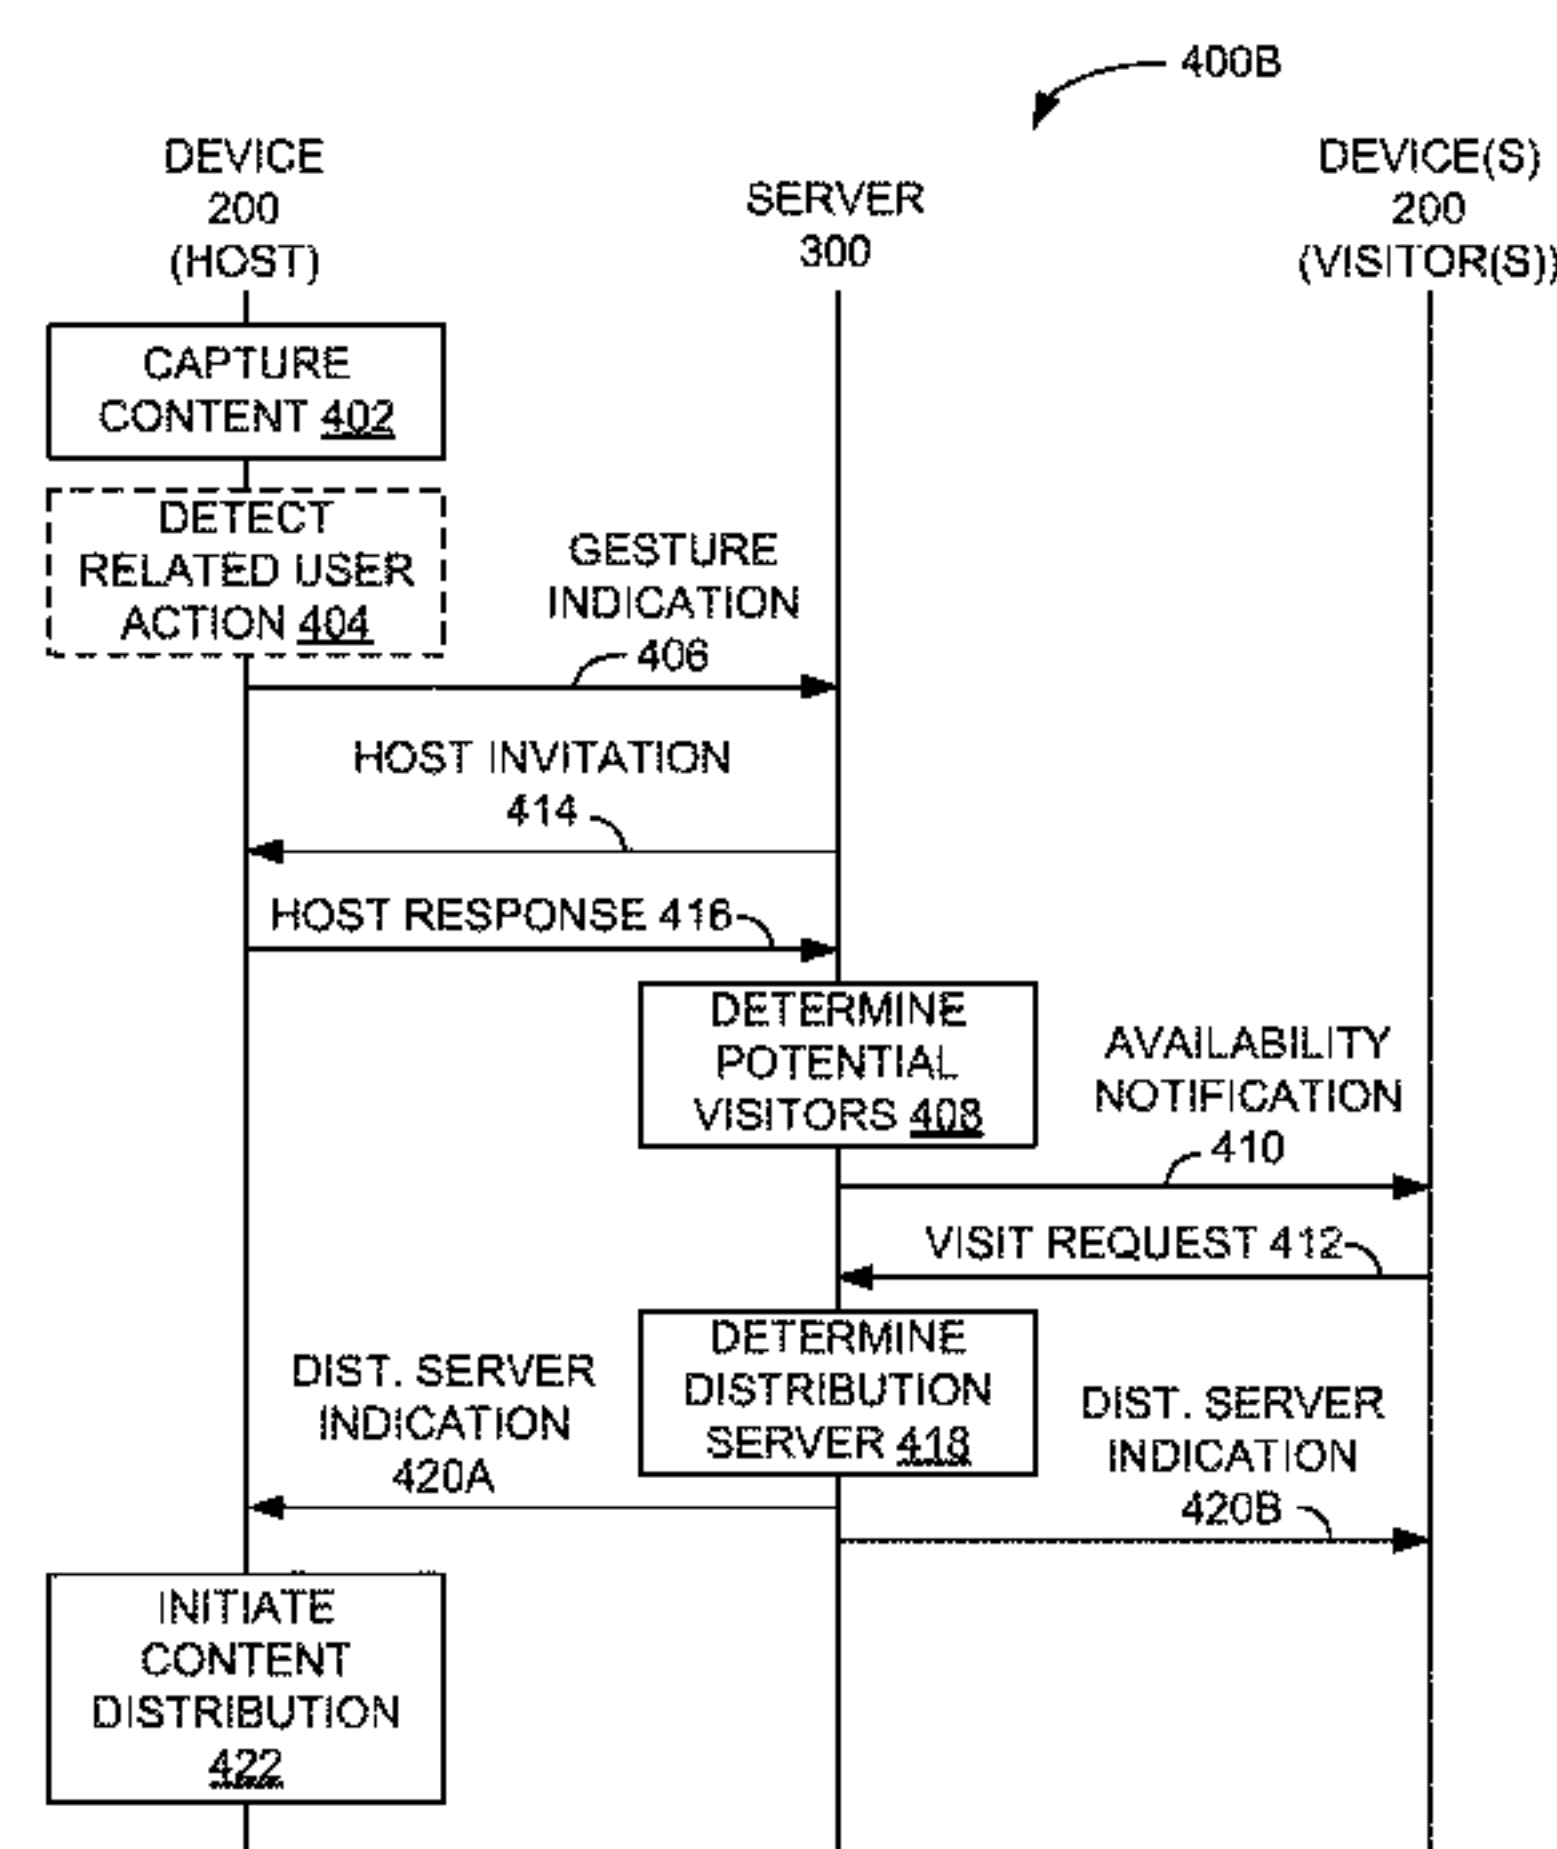 400B
DEVICE
200
(HOST)
SERVER
300
DEVICE(S)
200
(VISITOR(S))
CAPTURE
CONTENT 402
DETECT
RELATED USER
ACTION 404
GESTURE
INDICATION
406
HOST INVITATION
414
HOST RESPONSE 416
DETERMINE
POTENTIAL
VISITORS 408
AVAILABILITY
NOTIFICATION
410
VISIT REQUEST 412
DETERMINE
DISTRIBUTION
SERVER 418
DIST. SERVER
INDICATION
420A
DIST. SERVER
INDICATION
420B
INITIATE
CONTENT
DISTRIBUTION
422